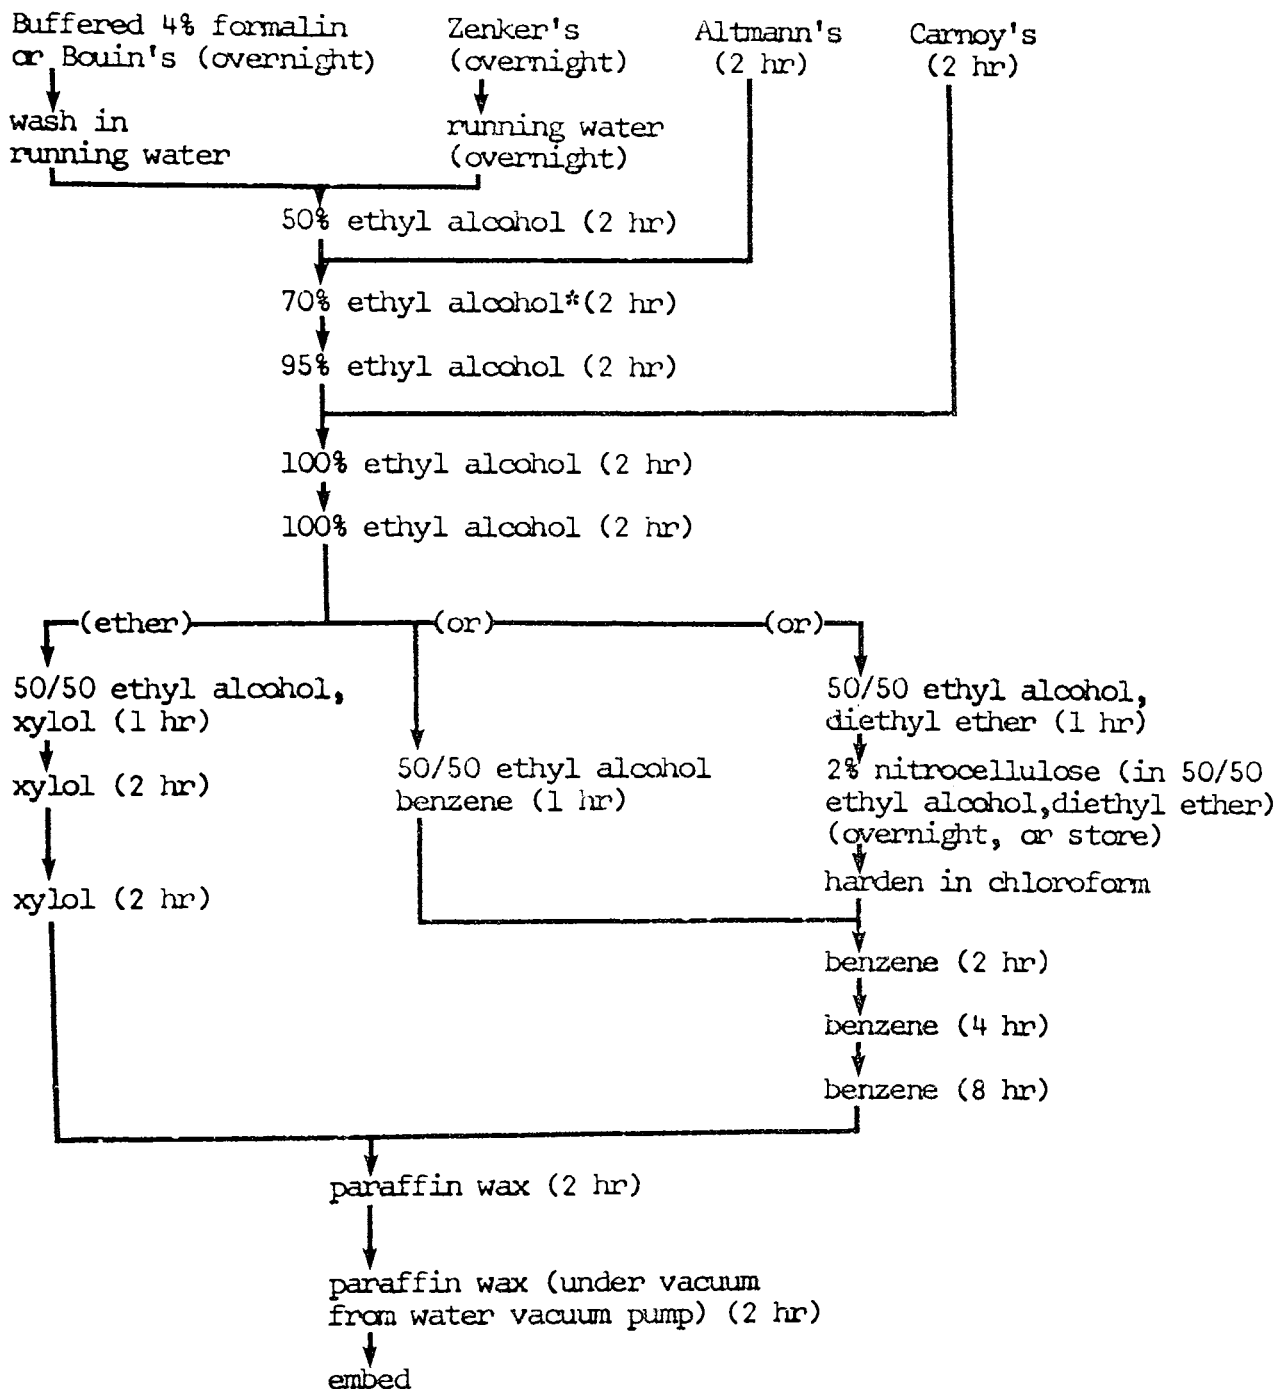 Buffered 4% formalin
or Bouin's (overnight)
Zenker's
(overnight)
Altmann's
(2 hr)
Carnoy's
(2 hr)
wash in
running water
running water
(overnight)
50% ethyl alcohol (2 hr)
70% ethyl alcohol*(2 hr)
95% ethyl alcohol (2 hr)
100% ethyl alcohol (2 hr)
100% ethyl alcohol (2 hr)
(ether)
(or)
(or)
50/50 ethyl alcohol,
xylol (1 hr)
xylol (2 hr)
xylol (2 hr)
50/50 ethyl alcohol
benzene (1 hr)
50/50 ethyl alcohol,
diethyl ether (1 hr)
2% nitrocellulose (in 50/50
ethyl alcohol,diethyl ether)
(overnight, or store)
harden in chloroform
benzene (2 hr)
benzene (4 hr)
benzene (8 hr)
paraffin wax (2 hr)
paraffin wax (under vacuum
from water vacuum pump) (2 hr)
embed